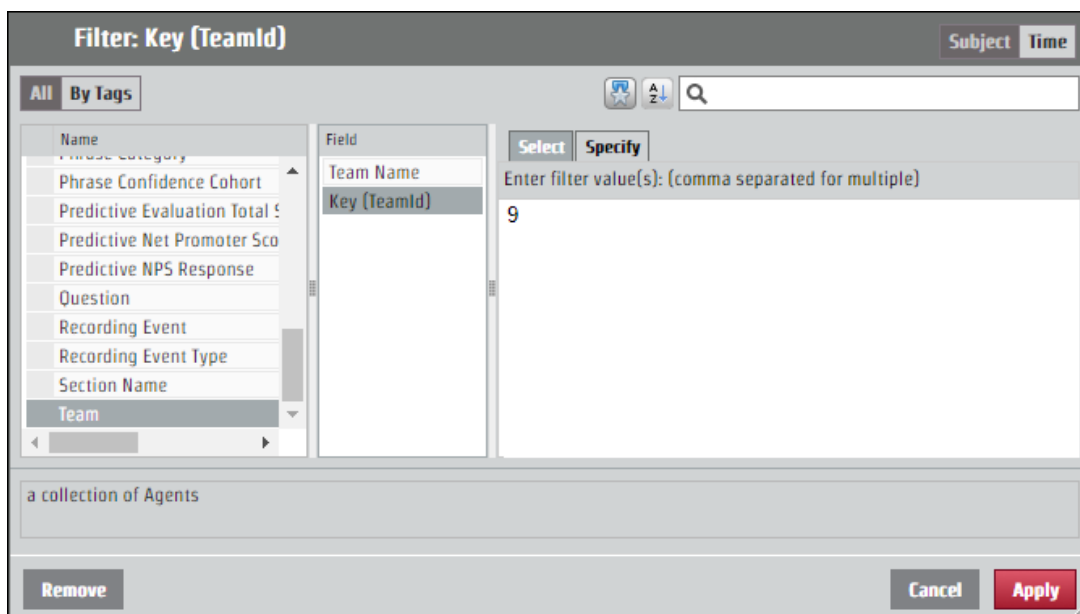 Filter: Key (TeamId)
Subject Time
All By Tags
Name
Phrase Category
Phrase Confidence Cohort
Predictive Evaluation Total S
Predictive Net Promoter Sco
Predictive NPS Response
Question
Recording Event
Recording Event Type
Section Name
Team
Field
Team Name
Key (TeamId)
Select Specify
Enter filter value(s): (comma separated for multiple)
9
a collection of Agents
Remove
Cancel
Apply